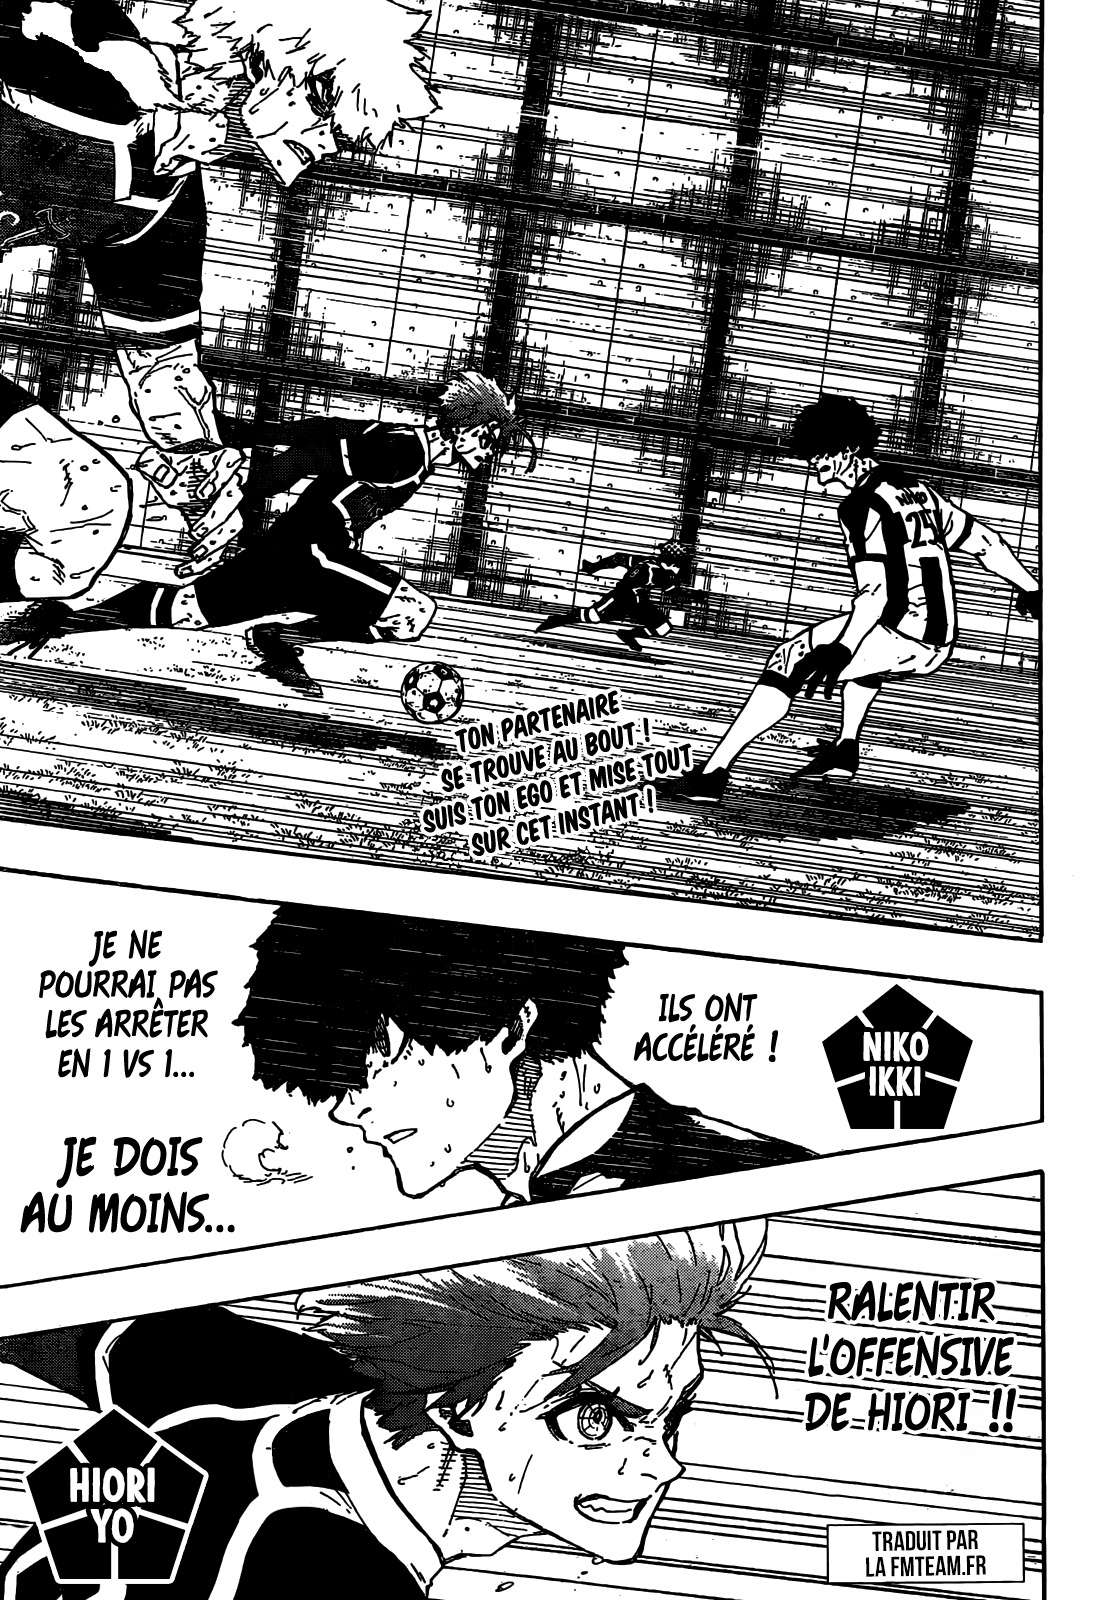 NIKO
25
TON PARTENAIRE
SE TROUVE AU BOUT !
SUIS TON EGO ET MISE TOUT
SUR CET INSTANT !
NIKO
IKKI
ILS ONT
ACCÉLÉRÉ !
JE NE
POURRAI PAS
LES ARRÊTER
EN 1 VS 1...
JE DOIS
AU MOINS...
RALENTIR
L'OFFENSIVE
DE HIORI !!
HIORI
YO
TRADUIT PAR
LA FMTEAM.FR